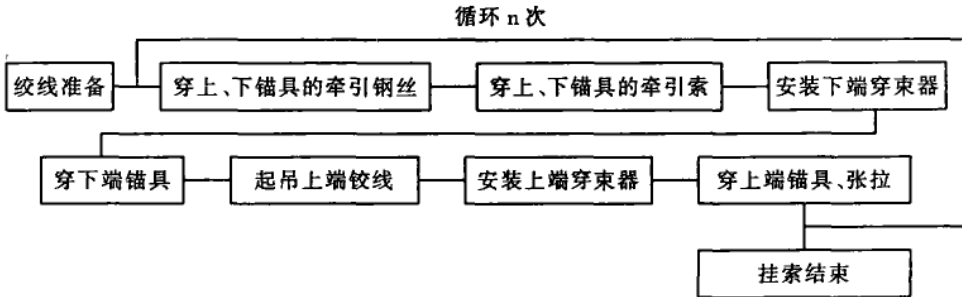 循环 n 次
绞线准备
穿上、下锚具的牵引钢丝
穿上、下锚具的牵引索
安装下端穿束器
穿下端锚具
起吊上端铰线
安装上端穿束器
穿上端锚具、张拉
挂索结束